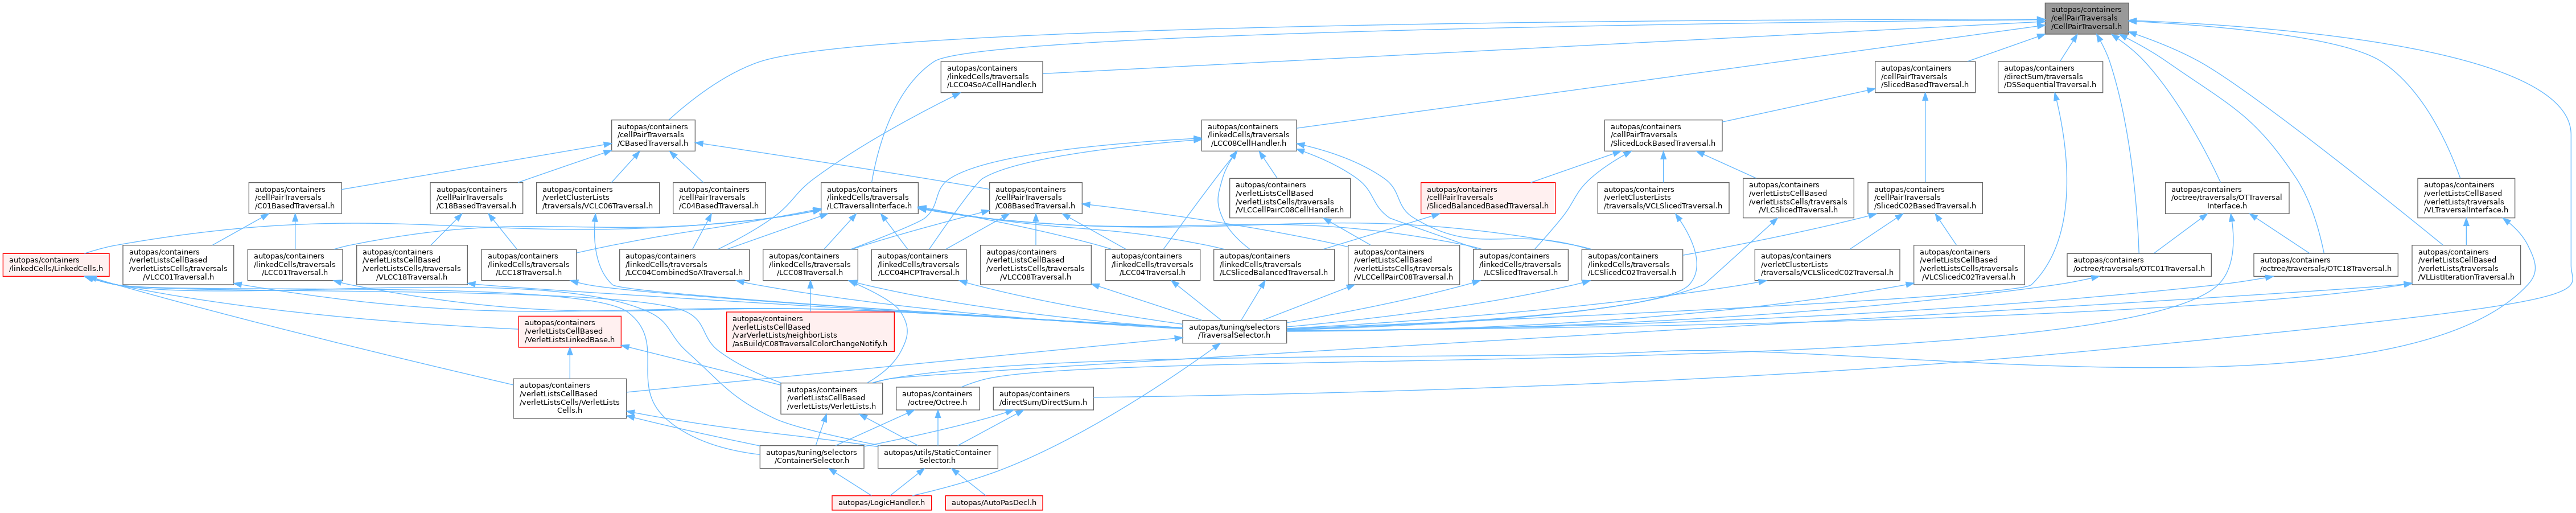 autopas/containers
/cellPairTraversals
/CellPairTraversal.h
autopas/containers
/linkedCells/traversals
/LCC04SoACellHandler.h
autopas/containers
/cellPairTraversals
/SlicedBasedTraversal.h
autopas/containers
/directSum/traversals
/DSSequentialTraversal.h
autopas/containers
/cellPairTraversals
/CBasedTraversal.h
autopas/containers
/linkedCells/traversals
/LCC08CellHandler.h
autopas/containers
/cellPairTraversals
/SlicedLockBasedTraversal.h
autopas/containers
/cellPairTraversals
/C01BasedTraversal.h
autopas/containers
/cellPairTraversals
/C18BasedTraversal.h
autopas/containers
/verletClusterLists
/traversals/VCLC06Traversal.h
autopas/containers
/cellPairTraversals
/C04BasedTraversal.h
autopas/containers
/linkedCells/traversals
/LCTraversalInterface.h
autopas/containers
/cellPairTraversals
/C08BasedTraversal.h
autopas/containers
/verletListsCellBased
/verletListsCells/traversals
/VLCCellPairC08CellHandler.h
autopas/containers
/cellPairTraversals
/SlicedBalancedBasedTraversal.h
autopas/containers
/verletClusterLists
/traversals/VCLSlicedTraversal.h
autopas/containers
/verletListsCellBased
/verletListsCells/traversals
/VLCSlicedTraversal.h
autopas/containers
/cellPairTraversals
/SlicedC02BasedTraversal.h
autopas/containers
/octree/traversals/OTTraversal
Interface.h
autopas/containers
/verletListsCellBased
/verletLists/traversals
/VLTraversalInterface.h
autopas/containers
/linkedCells/LinkedCells.h
autopas/containers
/verletListsCellBased
/verletListsCells/traversals
/VLCC01Traversal.h
autopas/containers
/linkedCells/traversals
/LCC01Traversal.h
autopas/containers
/verletListsCellBased
/verletListsCells/traversals
/VLCC18Traversal.h
autopas/containers
/linkedCells/traversals
/LCC18Traversal.h
autopas/containers
/linkedCells/traversals
/LCC04CombinedSoATraversal.h
autopas/containers
/linkedCells/traversals
/LCC08Traversal.h
autopas/containers
/linkedCells/traversals
/LCC04HCPTraversal.h
autopas/containers
/verletListsCellBased
/verletListsCells/traversals
/VLCC08Traversal.h
autopas/containers
/linkedCells/traversals
/LCC04Traversal.h
autopas/containers
/linkedCells/traversals
/LCSlicedBalancedTraversal.h
autopas/containers
/verletListsCellBased
/verletListsCells/traversals
/VLCCellPairC08Traversal.h
autopas/containers
/linkedCells/traversals
/LCSlicedTraversal.h
autopas/containers
/linkedCells/traversals
/LCSlicedC02Traversal.h
autopas/containers
/verletClusterLists
/traversals/VCLSlicedC02Traversal.h
autopas/containers
/verletListsCellBased
/verletListsCells/traversals
/VLCSlicedC02Traversal.h
autopas/containers
/octree/traversals/OTC01Traversal.h
autopas/containers
/octree/traversals/OTC18Traversal.h
autopas/containers
/verletListsCellBased
/verletLists/traversals
/VLListIterationTraversal.h
autopas/containers
/verletListsCellBased
/VerletListsLinkedBase.h
autopas/containers
/verletListsCellBased
/varVerletLists/neighborLists
/asBuild/C08TraversalColorChangeNotify.h
autopas/tuning/selectors
/TraversalSelector.h
autopas/containers
/verletListsCellBased
/verletListsCells/VerletLists
Cells.h
autopas/containers
/verletListsCellBased
/verletLists/VerletLists.h
autopas/containers
/octree/Octree.h
autopas/containers
/directSum/DirectSum.h
autopas/tuning/selectors
/ContainerSelector.h
autopas/utils/StaticContainer
Selector.h
autopas/LogicHandler.h
autopas/AutoPasDecl.h